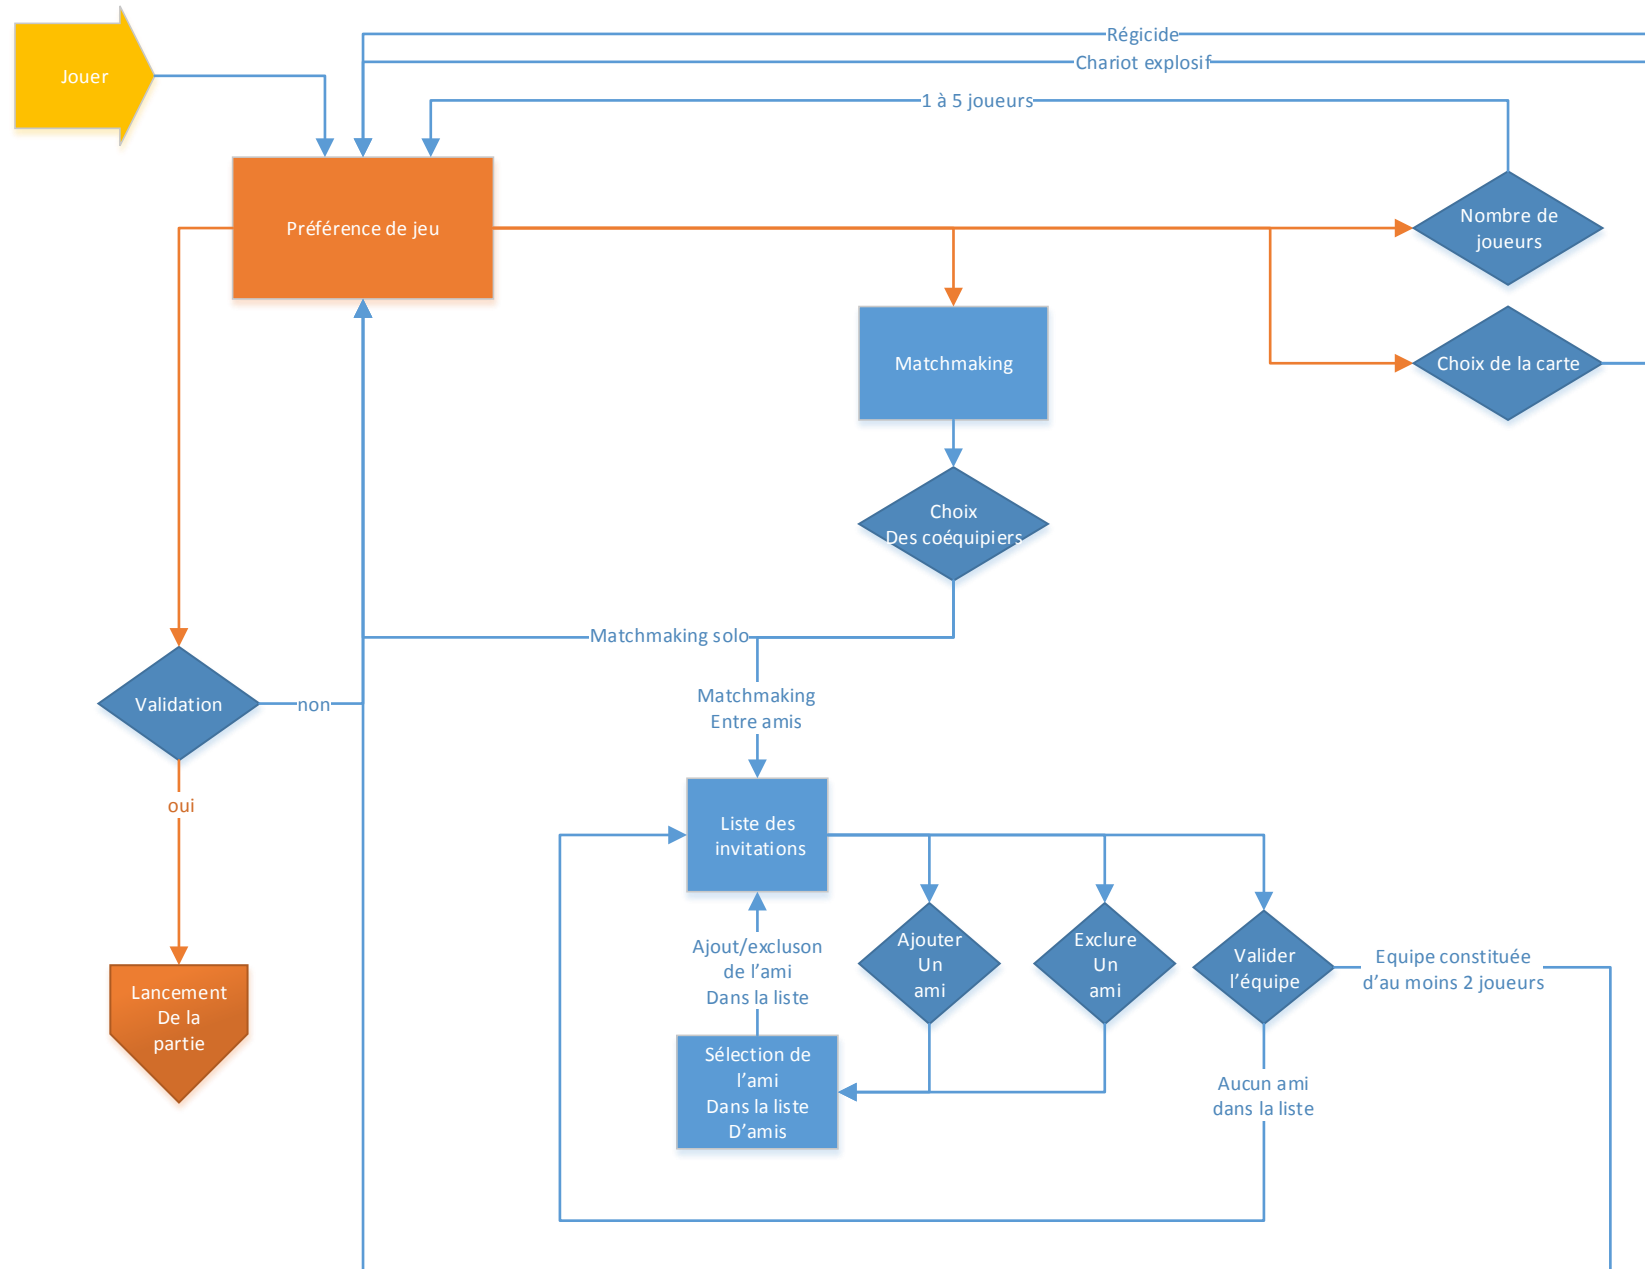 Régicide
Jouer
Chariot explosif
1 à 5 joueurs
Préférence de jeu
Nombre de
joueurs
Matchmaking
Choix de la carte
Choix
Des coéquipiers
Matchmaking solo
Matchmaking
Entre amis
Validation
non
oui
Liste des
invitations
Ajouter
Un
ami
Exclure
Un
ami
Valider
l’équipe
Equipe constituée
d’au moins 2 joueurs
Ajout/excluson
de l’ami
Dans la liste
Lancement
De la
partie
Sélection de
l’ami
Dans la liste
D’amis
Aucun ami
dans la liste